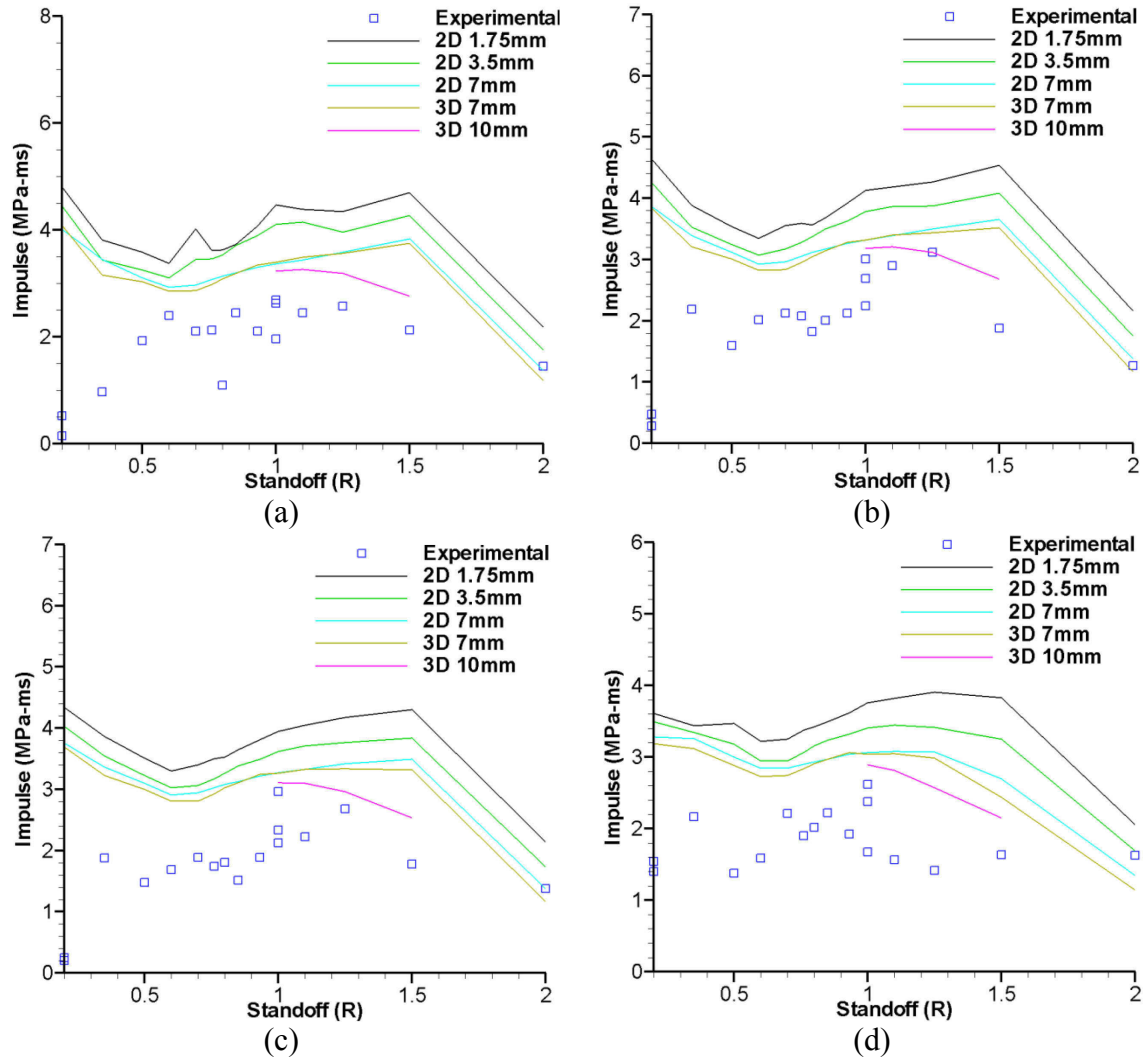 8
6
4
2
0
Impulse (MPa-ms)
Experimental
2D 1.75mm
2D 3.5mm
2D 7mm
3D 7mm
3D 10mm
0.5
1
1.5
2
Standoff (R)
(a)
7
6
5
4
3
2
1
0
Impulse (MPa-ms)
Experimental
2D 1.75mm
2D 3.5mm
2D 7mm
3D 7mm
3D 10mm
0.5
1
1.5
2
Standoff (R)
(b)
7
6
5
4
3
2
1
0
Impulse (MPa-ms)
Experimental
2D 1.75mm
2D 3.5mm
2D 7mm
3D 7mm
3D 10mm
0.5
1
1.5
2
Standoff (R)
(c)
6
5
4
3
2
1
0
Impulse (MPa-ms)
Experimental
2D 1.75mm
2D 3.5mm
2D 7mm
3D 7mm
3D 10mm
0.5
1
1.5
2
Standoff (R)
(d)